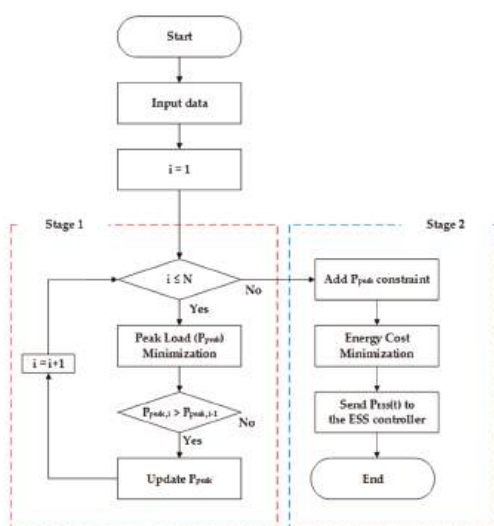 Start
Input data
i = 1
Stage 1
Stage 2
i ≤ N
No
Yes
Add Ppeak constraint
Peak Load (Ppeak)
Minimization
Energy Cost
Minimization
i = i+1
Ppeak,i > Ppeak,i-1
No
Yes
Send PESS(t) to
the ESS controller
Update Ppeak
End